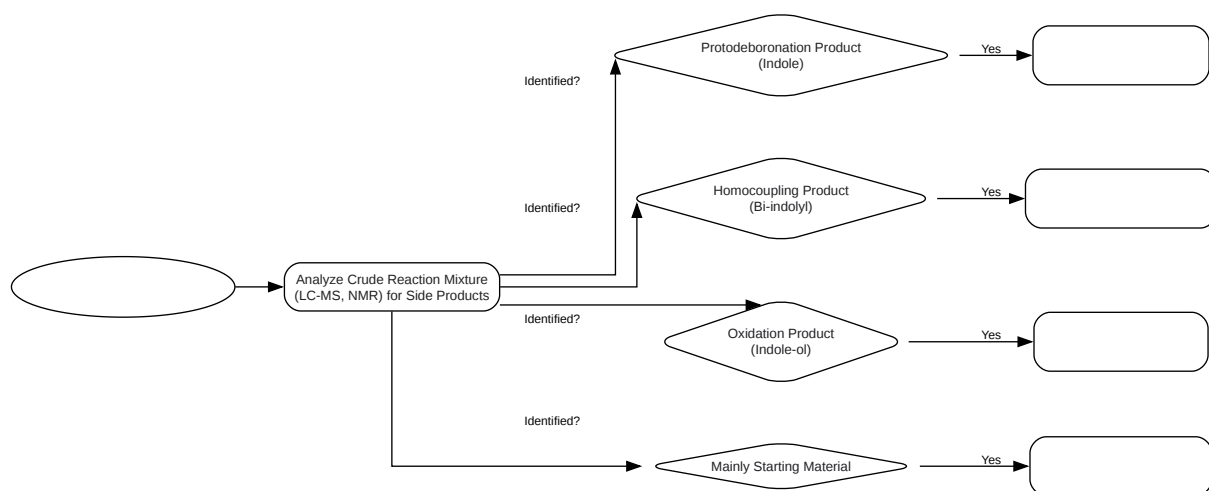 Protodeboronation Product
(Indole)
Yes
Identified?
Homocoupling Product
(Bi-indolyl)
Yes
Identified?
Analyze Crude Reaction Mixture
(LC-MS, NMR) for Side Products
Identified?
Oxidation Product
(Indole-ol)
Yes
Identified?
Mainly Starting Material
Yes